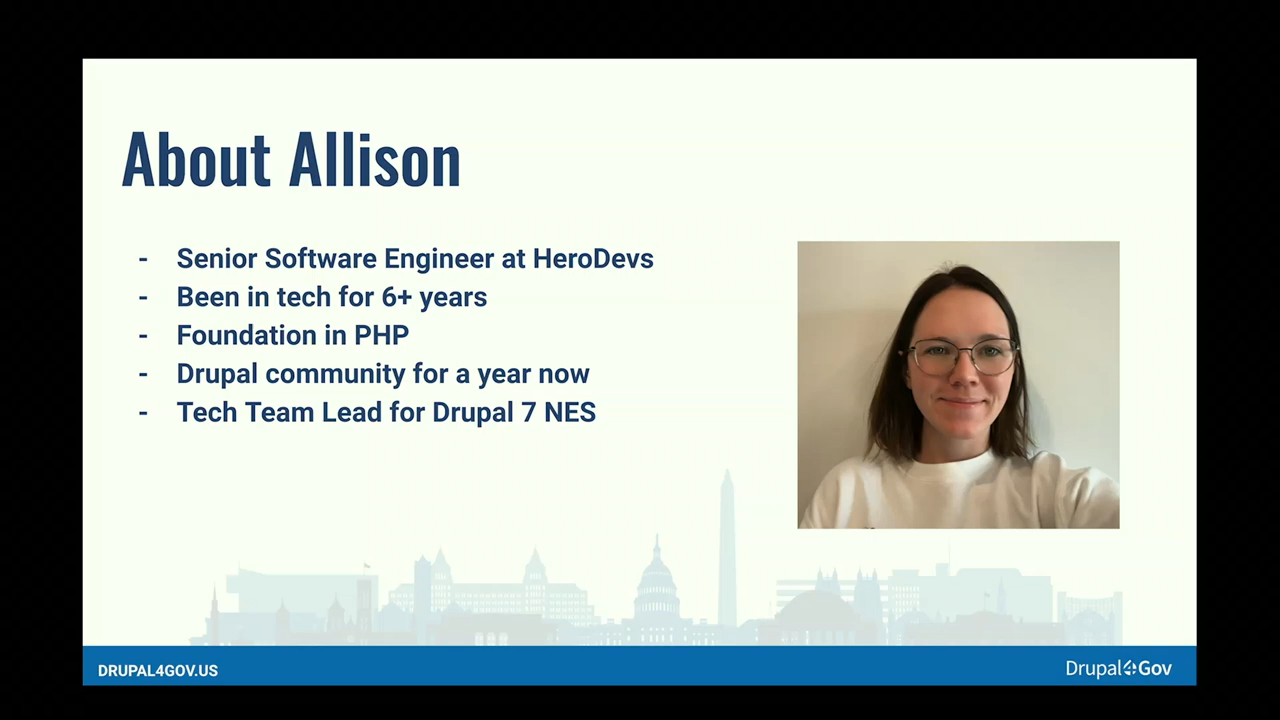 About Allison
- Senior Software Engineer at HeroDevs
- Been in tech for 6+ years
- Foundation in PHP
- Drupal community for a year now
- Tech Team Lead for Drupal 7 NES
DRUPAL4GOV.US
Drupal4Gov